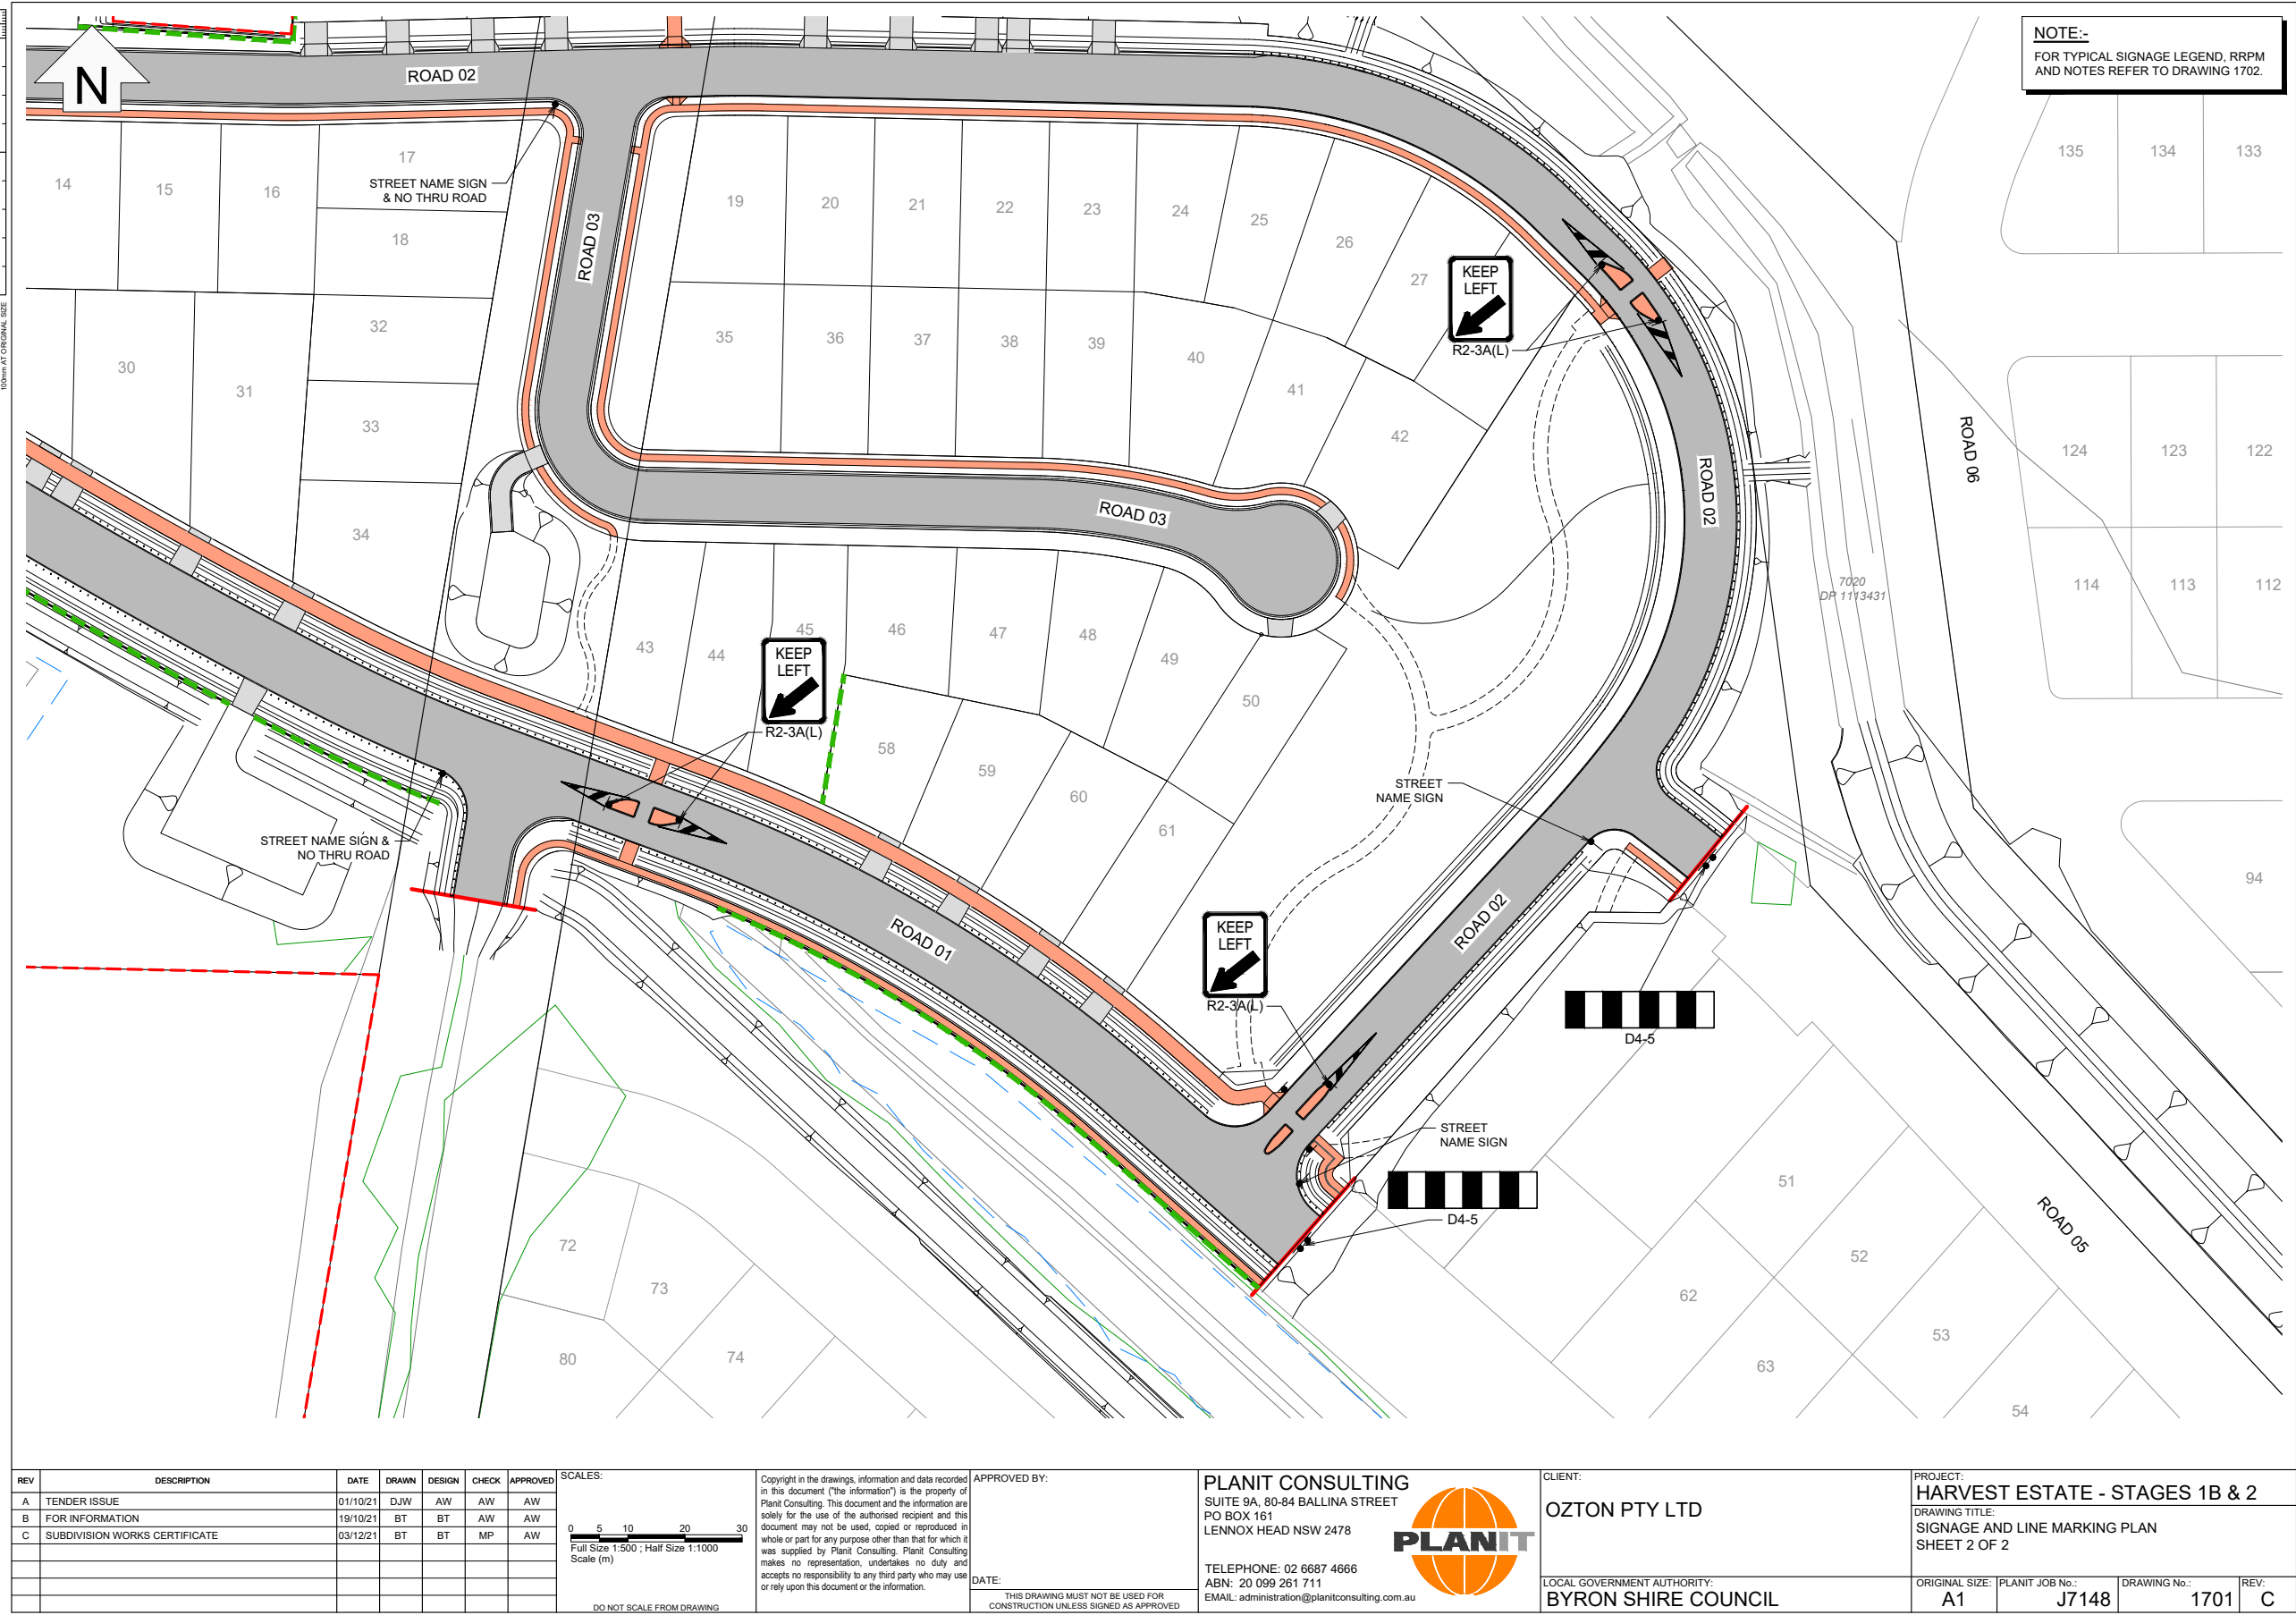 NOTE:-
FOR TYPICAL SIGNAGE LEGEND, RRPM
AND NOTES REFER TO DRAWING 1702.
N
ROAD 02
100mm AT ORIGINAL SIZE
14
15
16
17
STREET NAME SIGN
& NO THRU ROAD
18
ROAD 03
19
20
21
22
23
24
25
26
27
KEEP
LEFT
R2-3A(L)
135
134
133
30
31
32
33
34
35
36
37
38
39
40
41
42
ROAD 03
ROAD 02
ROAD 06
124
123
122
7020
DP 1113431
114
113
112
43
44
45
46
47
48
49
50
KEEP
LEFT
R2-3A(L)
58
59
60
61
STREET
NAME SIGN
STREET NAME SIGN &
NO THRU ROAD
94
ROAD 01
ROAD 02
KEEP
LEFT
R2-3A(L)
D4-5
STREET
NAME SIGN
D4-5
51
52
53
54
62
63
ROAD 05
72
73
74
80
REV DESCRIPTION DATE DRAWN DESIGN CHECK APPROVED
A TENDER ISSUE 01/10/21 DJW AW AW AW
B FOR INFORMATION 19/10/21 BT BT AW AW
C SUBDIVISION WORKS CERTIFICATE 03/12/21 BT BT MP AW
SCALES:
0 5 10 20 30
Full Size 1:500 ; Half Size 1:1000
Scale (m)
DO NOT SCALE FROM DRAWING
Copyright in the drawings, information and data recorded
in this document ("the information") is the property of
Planit Consulting. This document and the information are
solely for the use of the authorised recipient and this
document may not be used, copied or reproduced in
whole or part for any purpose other than that for which it
was supplied by Planit Consulting. Planit Consulting
makes no representation, undertakes no duty and
accepts no responsibility to any third party who may use
or rely upon this document or the information.
APPROVED BY:
DATE:
THIS DRAWING MUST NOT BE USED FOR
CONSTRUCTION UNLESS SIGNED AS APPROVED
PLANIT CONSULTING
SUITE 9A, 80-84 BALLINA STREET
PO BOX 161
LENNOX HEAD NSW 2478
TELEPHONE: 02 6687 4666
ABN: 20 099 261 711
EMAIL: administration@planitconsulting.com.au
PLANIT
CLIENT:
OZTON PTY LTD
LOCAL GOVERNMENT AUTHORITY:
BYRON SHIRE COUNCIL
PROJECT:
HARVEST ESTATE - STAGES 1B & 2
DRAWING TITLE:
SIGNAGE AND LINE MARKING PLAN
SHEET 2 OF 2
ORIGINAL SIZE: PLANIT JOB No.: DRAWING No.: REV:
A1 J7148 1701 C